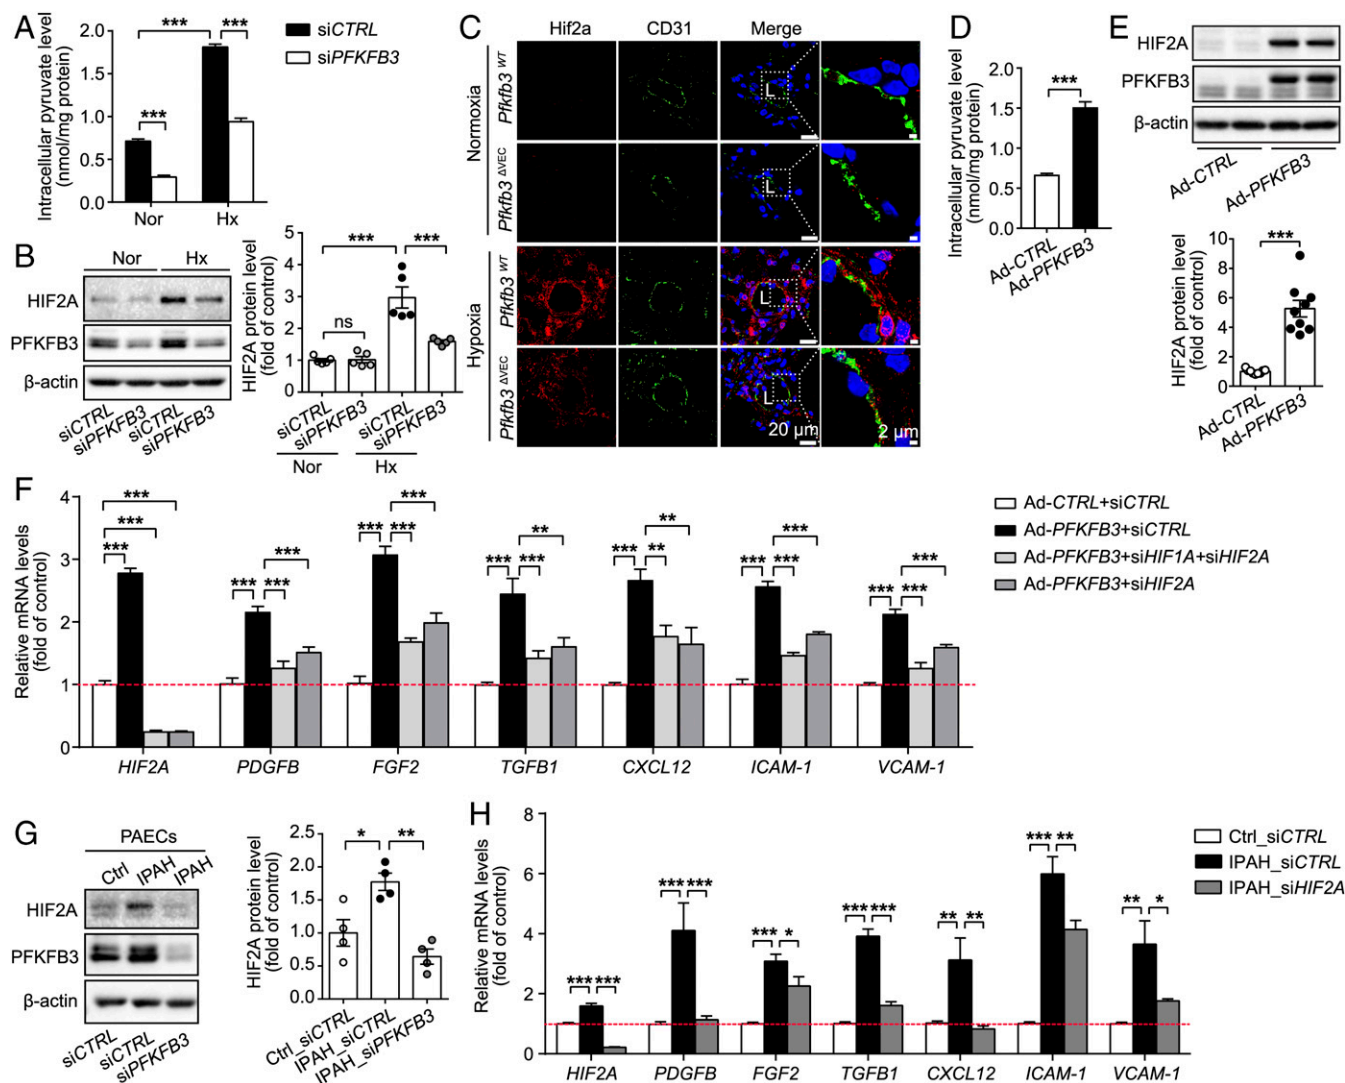 A
Intracellular pyruvate level
(nmol/mg protein)
2.0
1.5
1.0
0.5
0.0
***
***
***
siCTRL
siPFKFB3
Nor
Hx
B
Nor
Hx
HIF2A
PFKFB3
β-actin
siCTRL
siPFKFB3
siCTRL
siPFKFB3
HIF2A protein level
(fold of control)
5
4
3
2
1
0
***
***
ns
siCTRL
siPFKFB3
siCTRL
siPFKFB3
Nor
Hx
C
Hif2a
CD31
Merge
Normoxia
Hypoxia
Pfkfb3 WT
Pfkfb3 ΔVEC
Pfkfb3 WT
Pfkfb3 ΔVEC
L
L
L
L
20 µm
2 µm
D
Intracellular pyruvate level
(nmol/mg protein)
2.0
1.5
1.0
0.5
0.0
***
Ad-CTRL
Ad-PFKFB3
E
HIF2A
PFKFB3
β-actin
Ad-CTRL
Ad-PFKFB3
HIF2A protein level
(fold of control)
10
8
6
4
2
0
***
Ad-CTRL
Ad-PFKFB3
F
Relative mRNA levels
(fold of control)
4
3
2
1
0
***
***
***
***
***
***
***
***
***
***
***
**
***
**
**
***
***
***
***
***
***
HIF2A
PDGFB
FGF2
TGFB1
CXCL12
ICAM-1
VCAM-1
Ad-CTRL+siCTRL
Ad-PFKFB3+siCTRL
Ad-PFKFB3+siHIF1A+siHIF2A
Ad-PFKFB3+siHIF2A
G
PAECs
Ctrl
IPAH
IPAH
HIF2A
PFKFB3
β-actin
siCTRL
siCTRL
siPFKFB3
HIF2A protein level
(fold of control)
2.5
2.0
1.5
1.0
0.5
0.0
*
**
Ctrl_siCTRL
IPAH_siCTRL
IPAH_siPFKFB3
H
Relative mRNA levels
(fold of control)
8
6
4
2
0
***
***
***
***
***
*
***
***
**
**
***
**
**
*
HIF2A
PDGFB
FGF2
TGFB1
CXCL12
ICAM-1
VCAM-1
Ctrl_siCTRL
IPAH_siCTRL
IPAH_siHIF2A